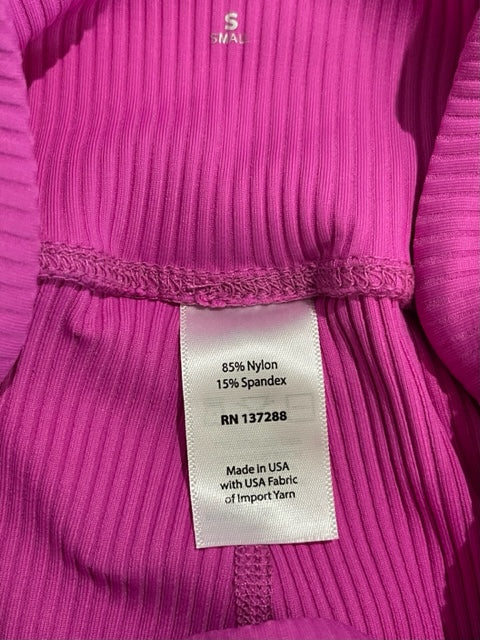 S
SMALL
85% Nylon
15% Spandex
RN 137288
Made in USA
with USA Fabric
of Import Yarn